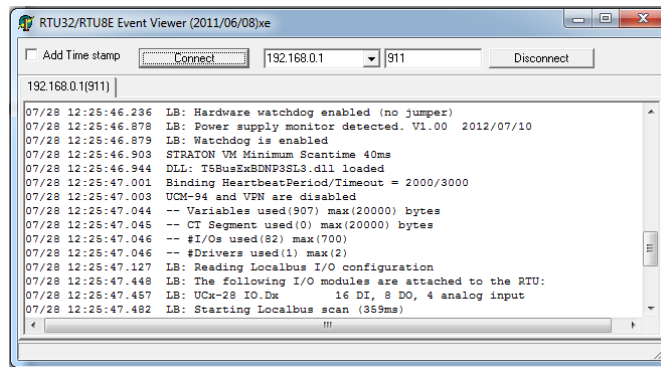 RTU32/RTU8E Event Viewer (2011/06/08)xe
Add Time stamp Connect 192.168.0.1 911 Disconnect
192.168.0.1(911)
07/28 12:25:46.236 LB: Hardware watchdog enabled (no jumper)
07/28 12:25:46.878 LB: Power supply monitor detected. V1.00 2012/07/10
07/28 12:25:46.879 LB: Watchdog is enabled
07/28 12:25:46.903 STRATON VM Minimum Scantime 40ms
07/28 12:25:46.944 DLL: T5BusExBDNP3SL3.dll loaded
07/28 12:25:47.001 Binding HeartbeatPeriod/Timeout = 2000/3000
07/28 12:25:47.003 UCM-94 and VPN are disabled
07/28 12:25:47.044 -- Variables used(907) max(20000) bytes
07/28 12:25:47.045 -- CT Segment used(0) max(20000) bytes
07/28 12:25:47.046 -- #I/Os used(82) max(700)
07/28 12:25:47.046 -- #Drivers used(1) max(2)
07/28 12:25:47.127 LB: Reading Localbus I/O configuration
07/28 12:25:47.448 LB: The following I/O modules are attached to the RTU:
07/28 12:25:47.457 LB: UCx-28 IO.Dx 16 DI, 8 DO, 4 analog input
07/28 12:25:47.482 LB: Starting Localbus scan (359ms)